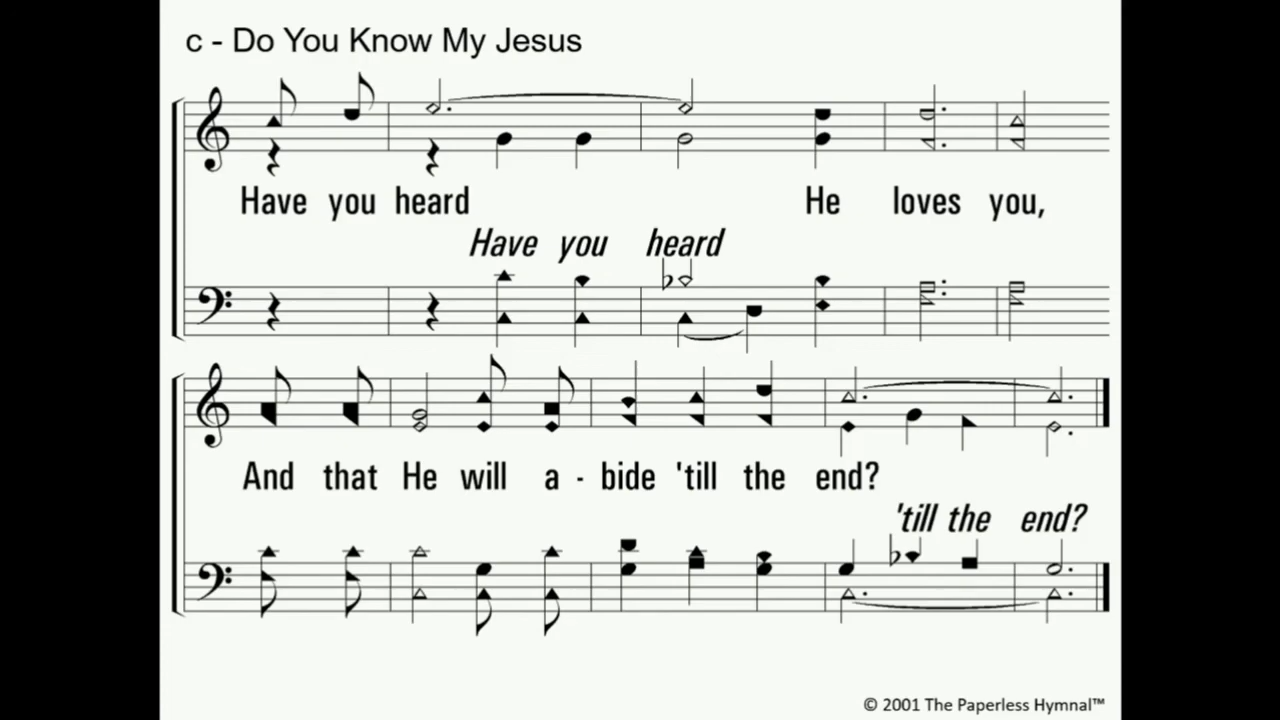 c - Do You Know My Jesus
Have you heard He loves you,
Have you heard
And that He will a - bide 'till the end?
'till the end?
© 2001 The Paperless Hymnal™